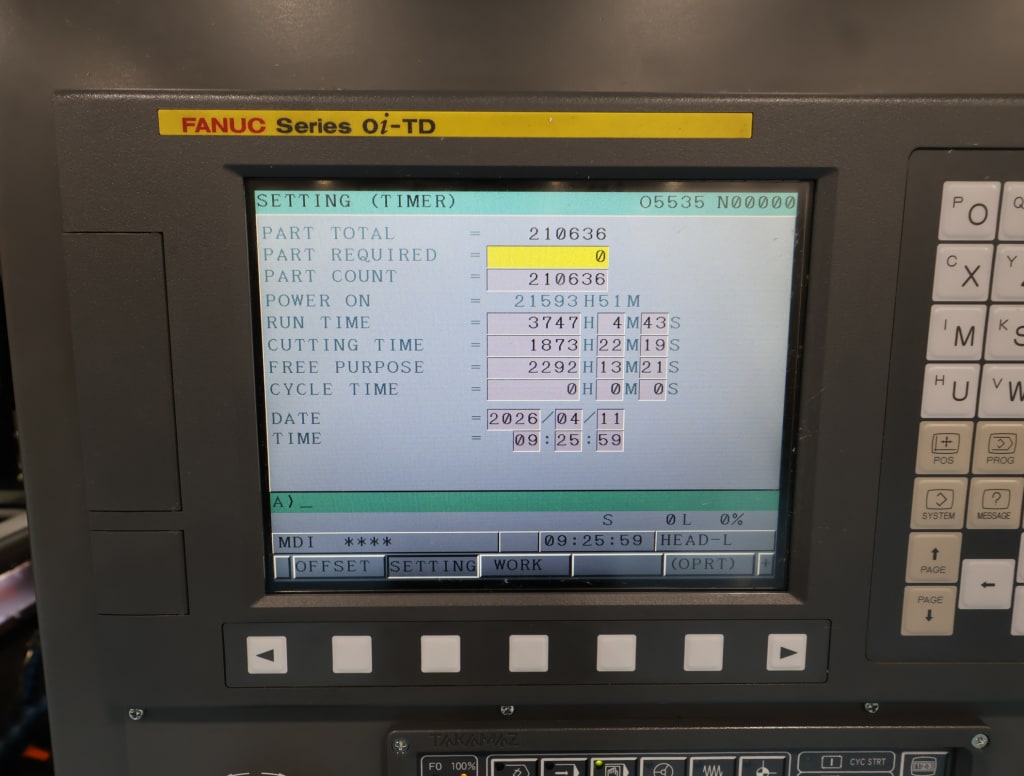 FANUC Series 0i-TD
SETTING (TIMER) O5535 N00000
PART TOTAL = 210636
PART REQUIRED = 0
PART COUNT = 210636
POWER ON = 21593H51M
RUN TIME = 3747H 4M43S
CUTTING TIME = 1873H22M19S
FREE PURPOSE = 2292H13M21S
CYCLE TIME = 0H 0M 0S
DATE = 2026/04/11
TIME = 09:25:59
A)_
S 0 L 0%
MDI **** 09:25:59 HEAD-L
OFFSET SETTING WORK (OPRT) +
P O
Q
C X
Y
I M
K S
H U
V W
POS PROG
SYSTEM MESSAGE
? 
↑
PAGE
←
PAGE
↓
◄ ►
TAKAMAZ
F0 100%
I CYC STRT